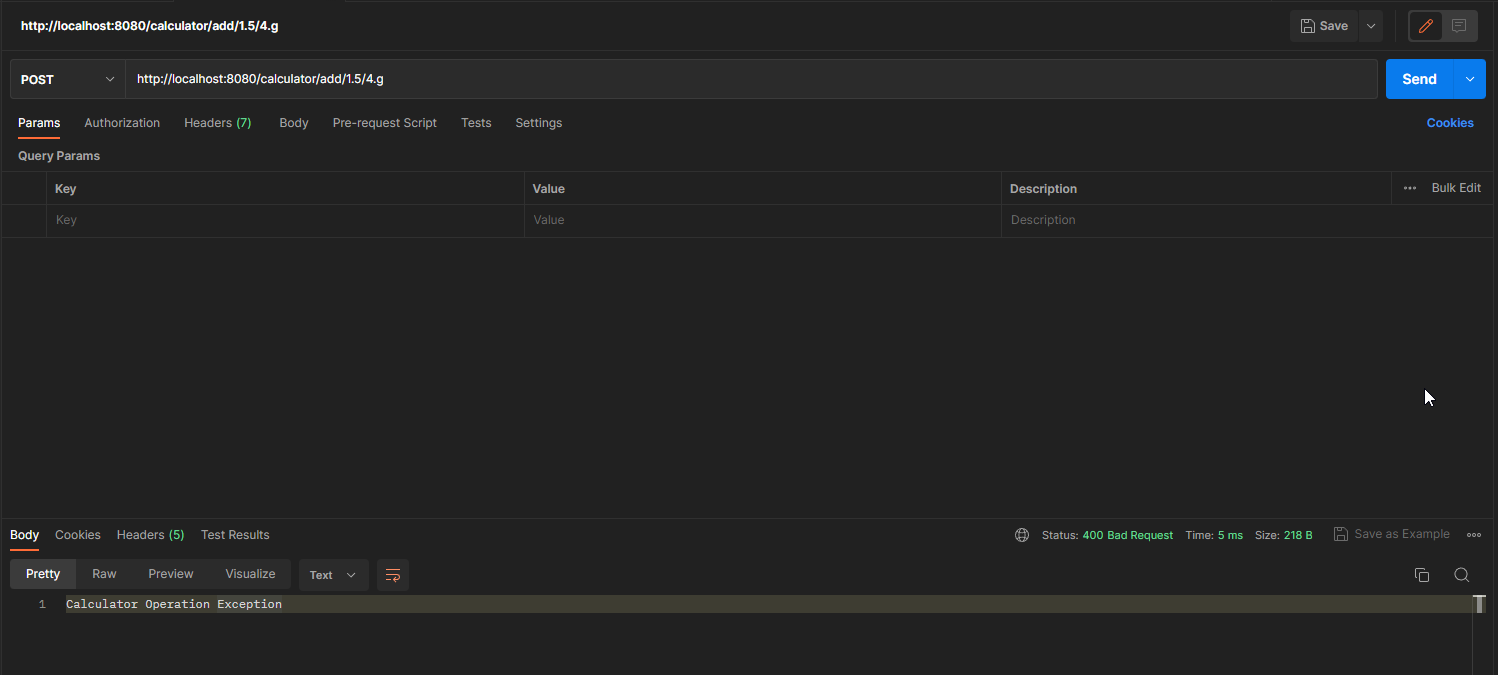 http://localhost:8080/calculator/add/1.5/4.g
Save
POST
http://localhost:8080/calculator/add/1.5/4.g
Send
Params Authorization Headers (7) Body Pre-request Script Tests Settings Cookies
Query Params
Key Value Description ••• Bulk Edit
Key Value Description
Body Cookies Headers (5) Test Results Status: 400 Bad Request Time: 5 ms Size: 218 B Save as Example
Pretty Raw Preview Visualize Text
1 Calculator Operation Exception